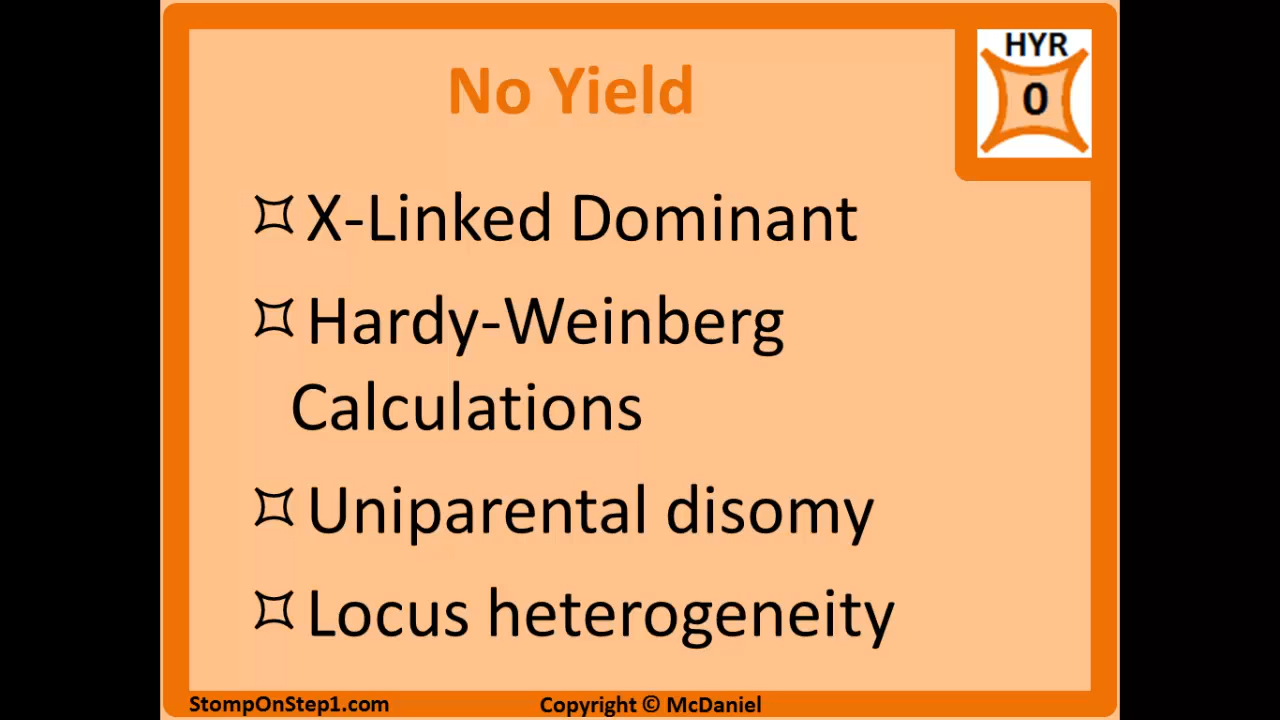 HYR
0
No Yield
X-Linked Dominant
Hardy-Weinberg
Calculations
Uniparental disomy
Locus heterogeneity
StompOnStep1.com
Copyright © McDaniel